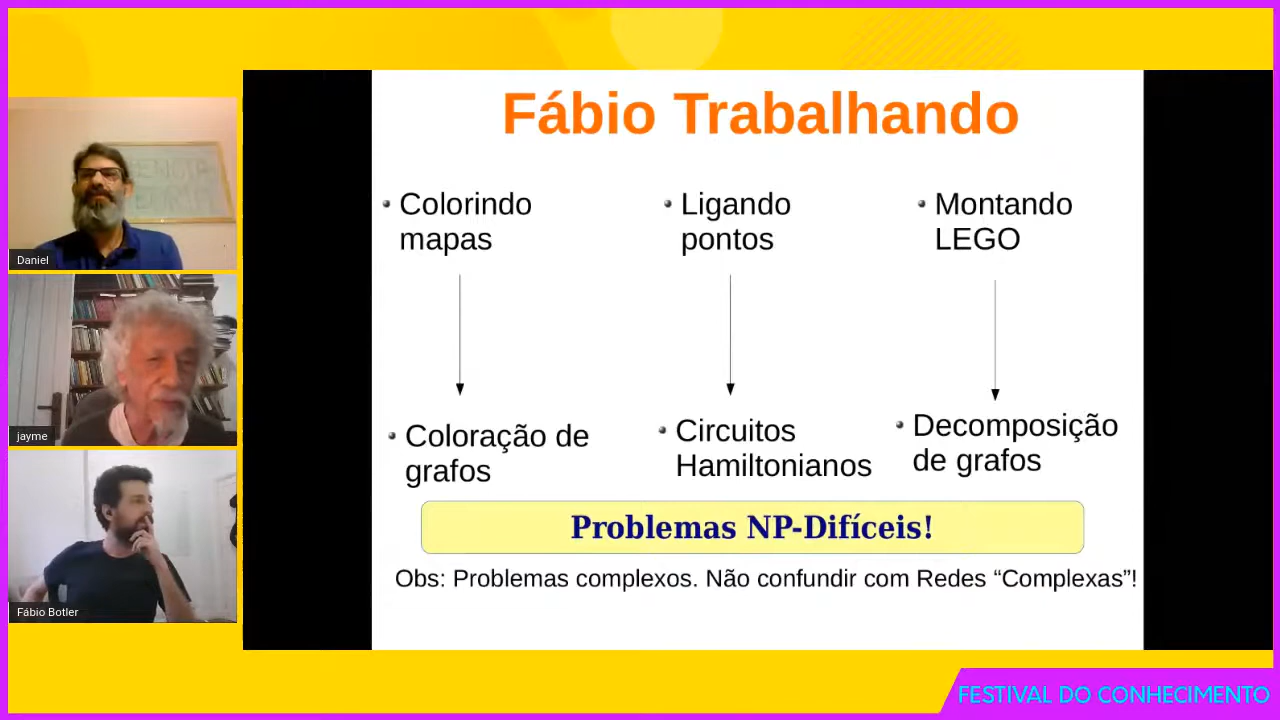 Fábio Trabalhando
Colorindo
mapas
Ligando
pontos
Montando
LEGO
Coloração de
grafos
Circuitos
Hamiltonianos
Decomposição
de grafos
Problemas NP-Difíceis!
Obs: Problemas complexos. Não confundir com Redes “Complexas”!
Daniel
jayme
Fábio Botler
FESTIVAL DO CONHECIMENTO